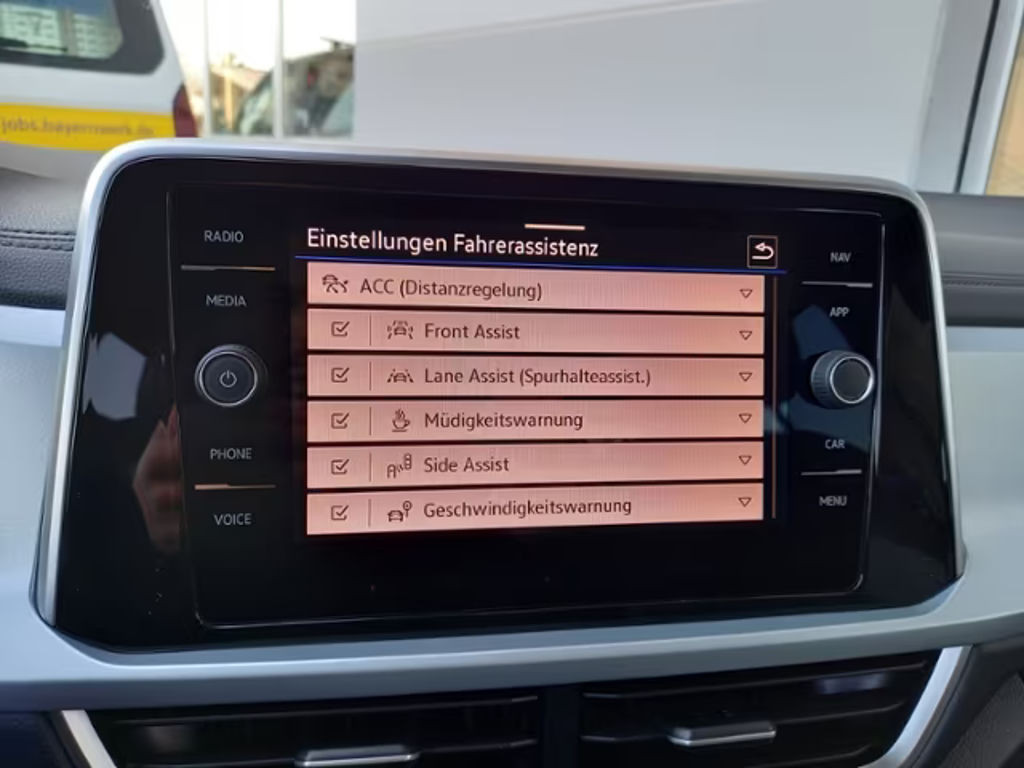 jobs.bayernwerk.de
RADIO
MEDIA
PHONE
VOICE
Einstellungen Fahrerassistenz
ACC (Distanzregelung)
Front Assist
Lane Assist (Spurhalteassist.)
Müdigkeitswarnung
Side Assist
Geschwindigkeitswarnung
NAV
APP
CAR
MENU